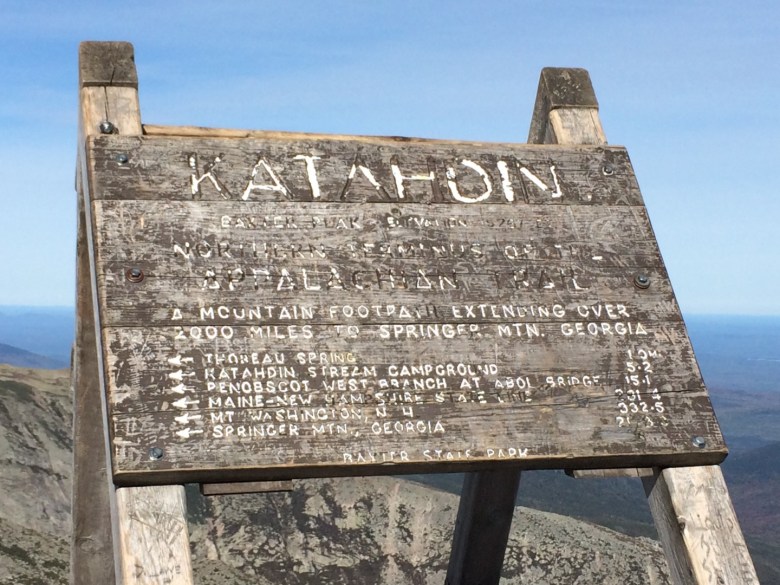 KATAHDIN
BAXTER PEAK ELEVATION
NORTHERN TERMINUS OF THE
APPALACHIAN TRAIL
A MOUNTAIN FOOTPATH EXTENDING OVER
2000 MILES TO SPRINGER MTN. GEORGIA
THOREAU SPRING 1.0 MI.
KATAHDIN STREAM CAMPGROUND 5.2
PENOBSCOT WEST BRANCH AT ABOL BRIDGE 15.1
MAINE-NEW HAMPSHIRE STATE LINE
MT. WASHINGTON, N.H. 332.5
SPRINGER MTN., GEORGIA
BAXTER STATE PARK